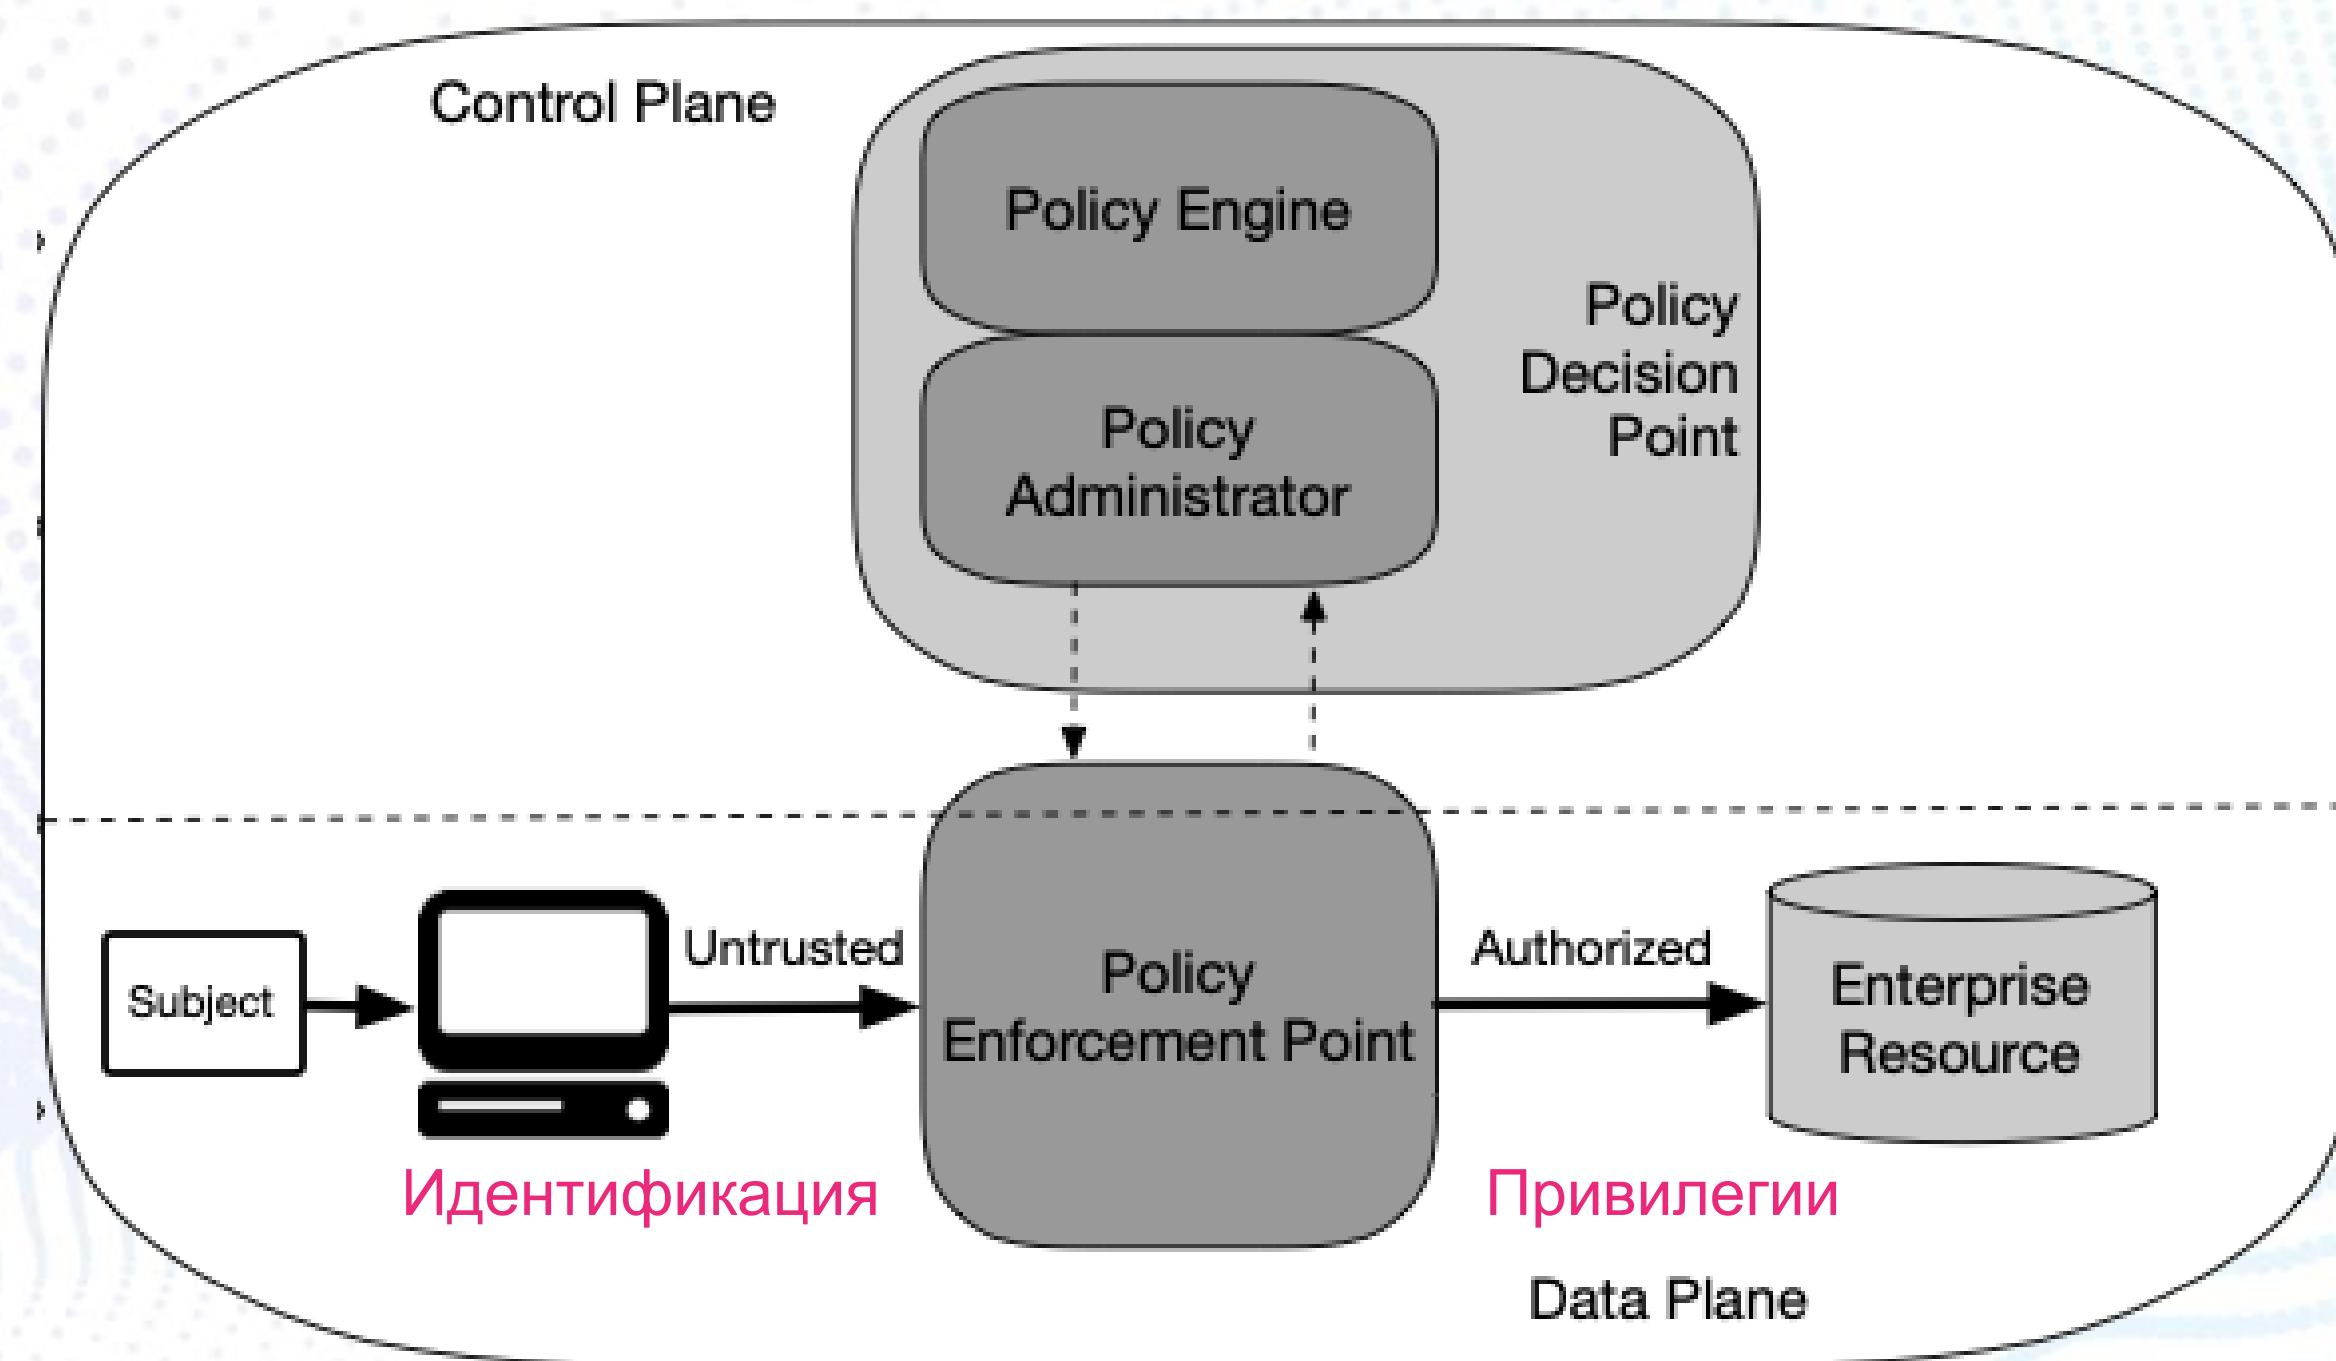 Control Plane
Policy Engine
Policy
Decision
Point
Policy
Administrator
Subject
Untrusted
Policy
Enforcement Point
Authorized
Enterprise
Resource
Идентификация
Привилегии
Data Plane